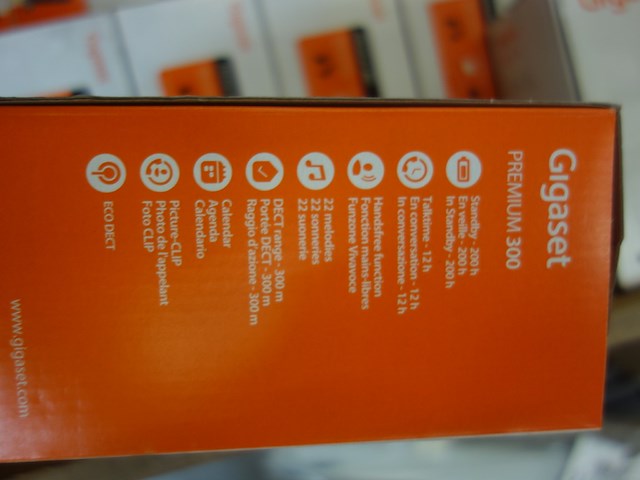 Gigaset
PREMIUM 300
Standby - 200 h
En veille - 200 h
In Standby - 200 h
Talktime - 12 h
En conversation - 12 h
In conversazione - 12 h
Handsfree function
Fonction mains-libres
Funzione Vivavoce
22 melodies
22 sonneries
22 suonerie
DECT range - 300 m
Portée DECT - 300 m
Raggio d'azione - 300 m
Calendar
Agenda
Calendario
Picture-CLIP
Photo de l'appelant
Foto CLIP
ECO DECT
www.gigaset.com